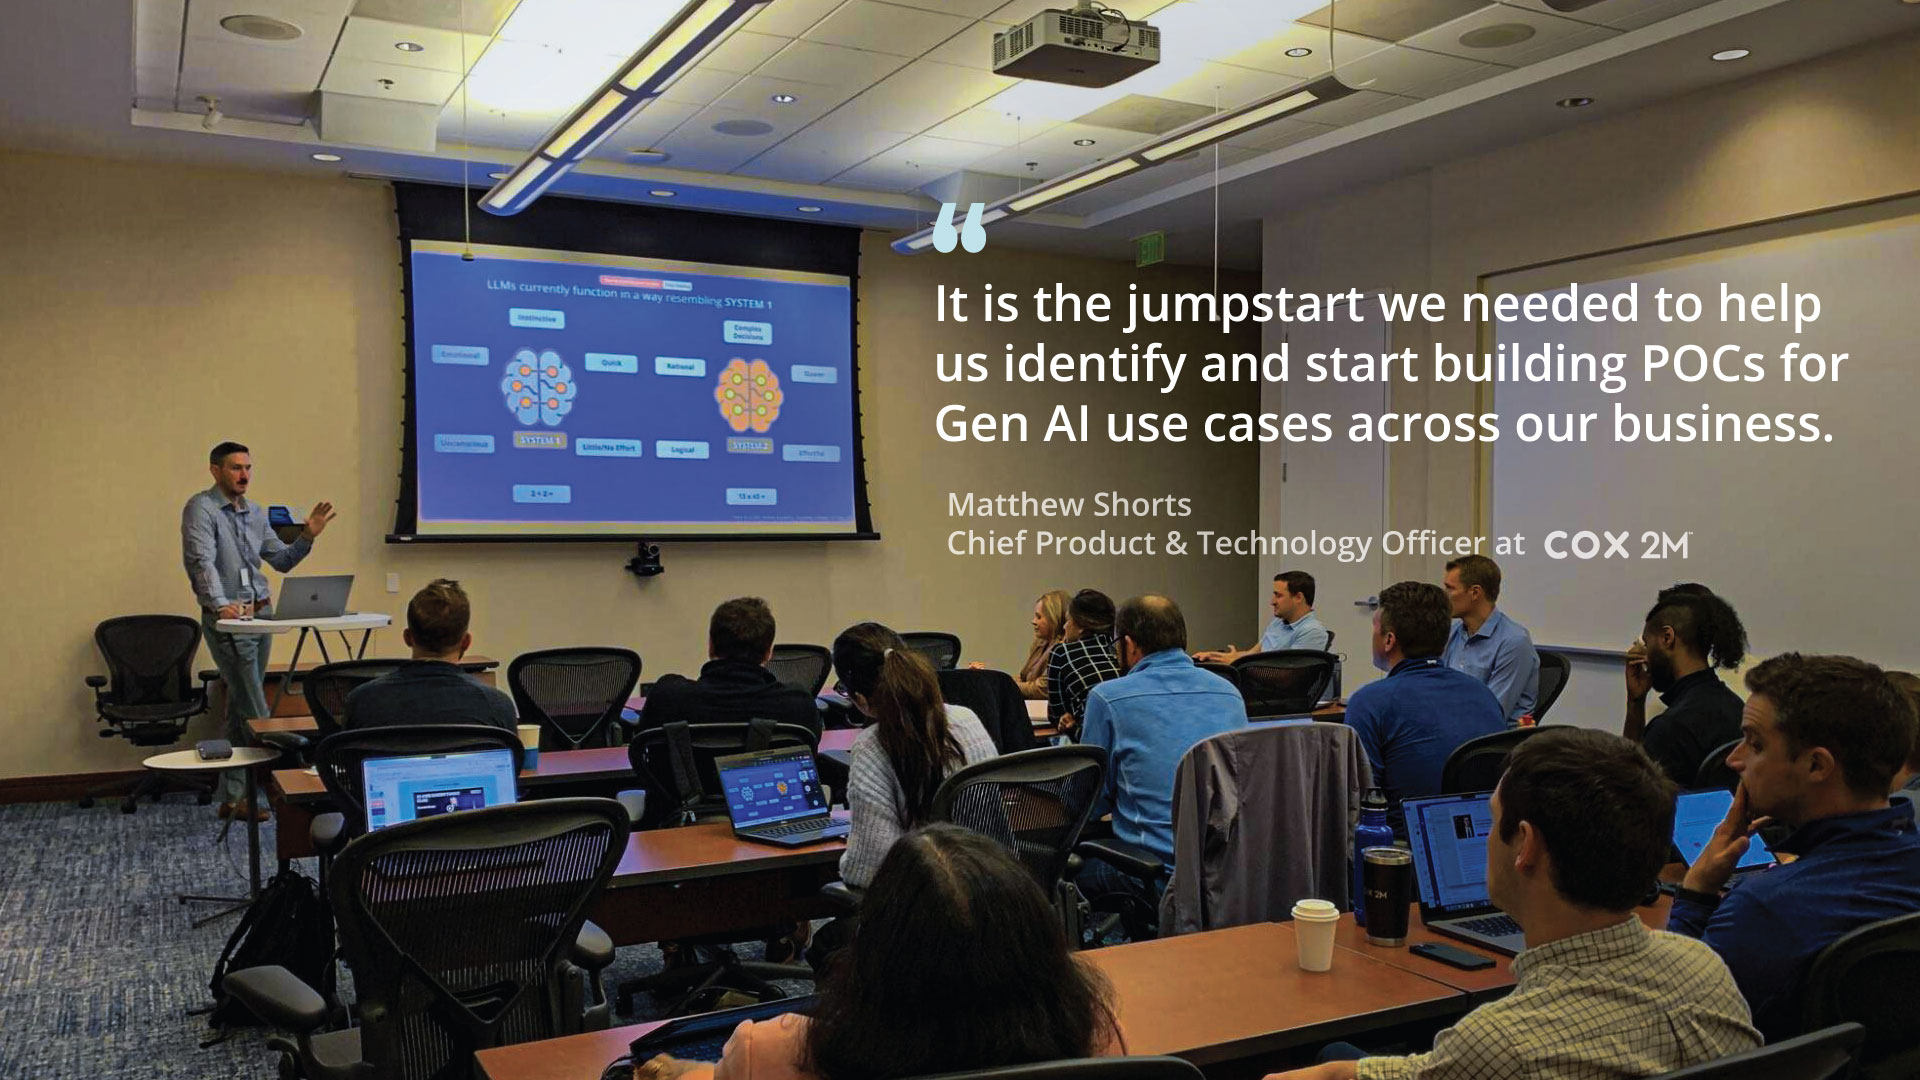 LLMs currently function in a way resembling SYSTEM 1
Instinctive
Complex
Decisions
Emotional
Quick
Rational
Slower
Unconscious
SYSTEM 1
Little/No Effort
Logical
SYSTEM 2
Effortful
2 + 2 =
EXIT
“
It is the jumpstart we needed to help
us identify and start building POCs for
Gen AI use cases across our business.
Matthew Shorts
Chief Product & Technology Officer at COX 2M
COX 2M